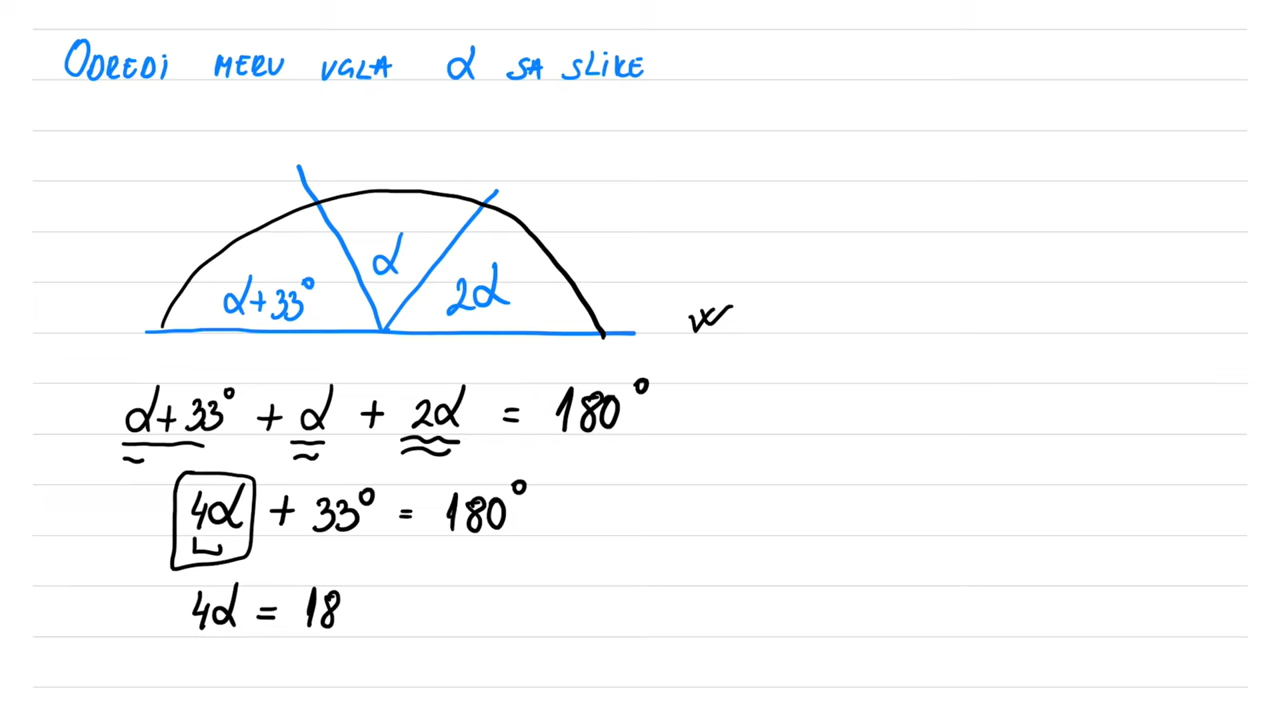 ODREDI MERU UGLA α SA SLIKE
α+33° α 2α
α+33° + α + 2α = 180°
4α + 33° = 180°
4α = 18